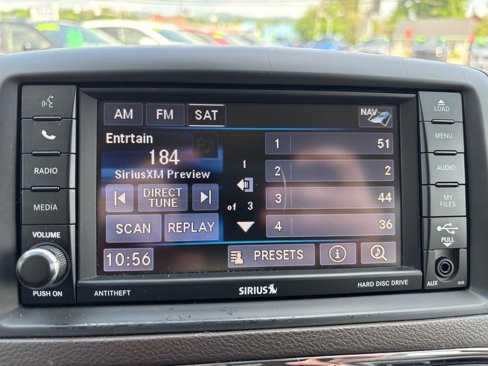 AM FM SAT NAV
LOAD
MENU
AUDIO
MY
FILES
PULL
RADIO
MEDIA
VOLUME
PUSH ON
Entrtain
184
SiriusXM Preview
DIRECT
TUNE
SCAN REPLAY
10:56
1
of 3
1 51
2 2
3 44
4 36
PRESETS i
ANTITHEFT SIRIUS HARD DISC DRIVE
AUX